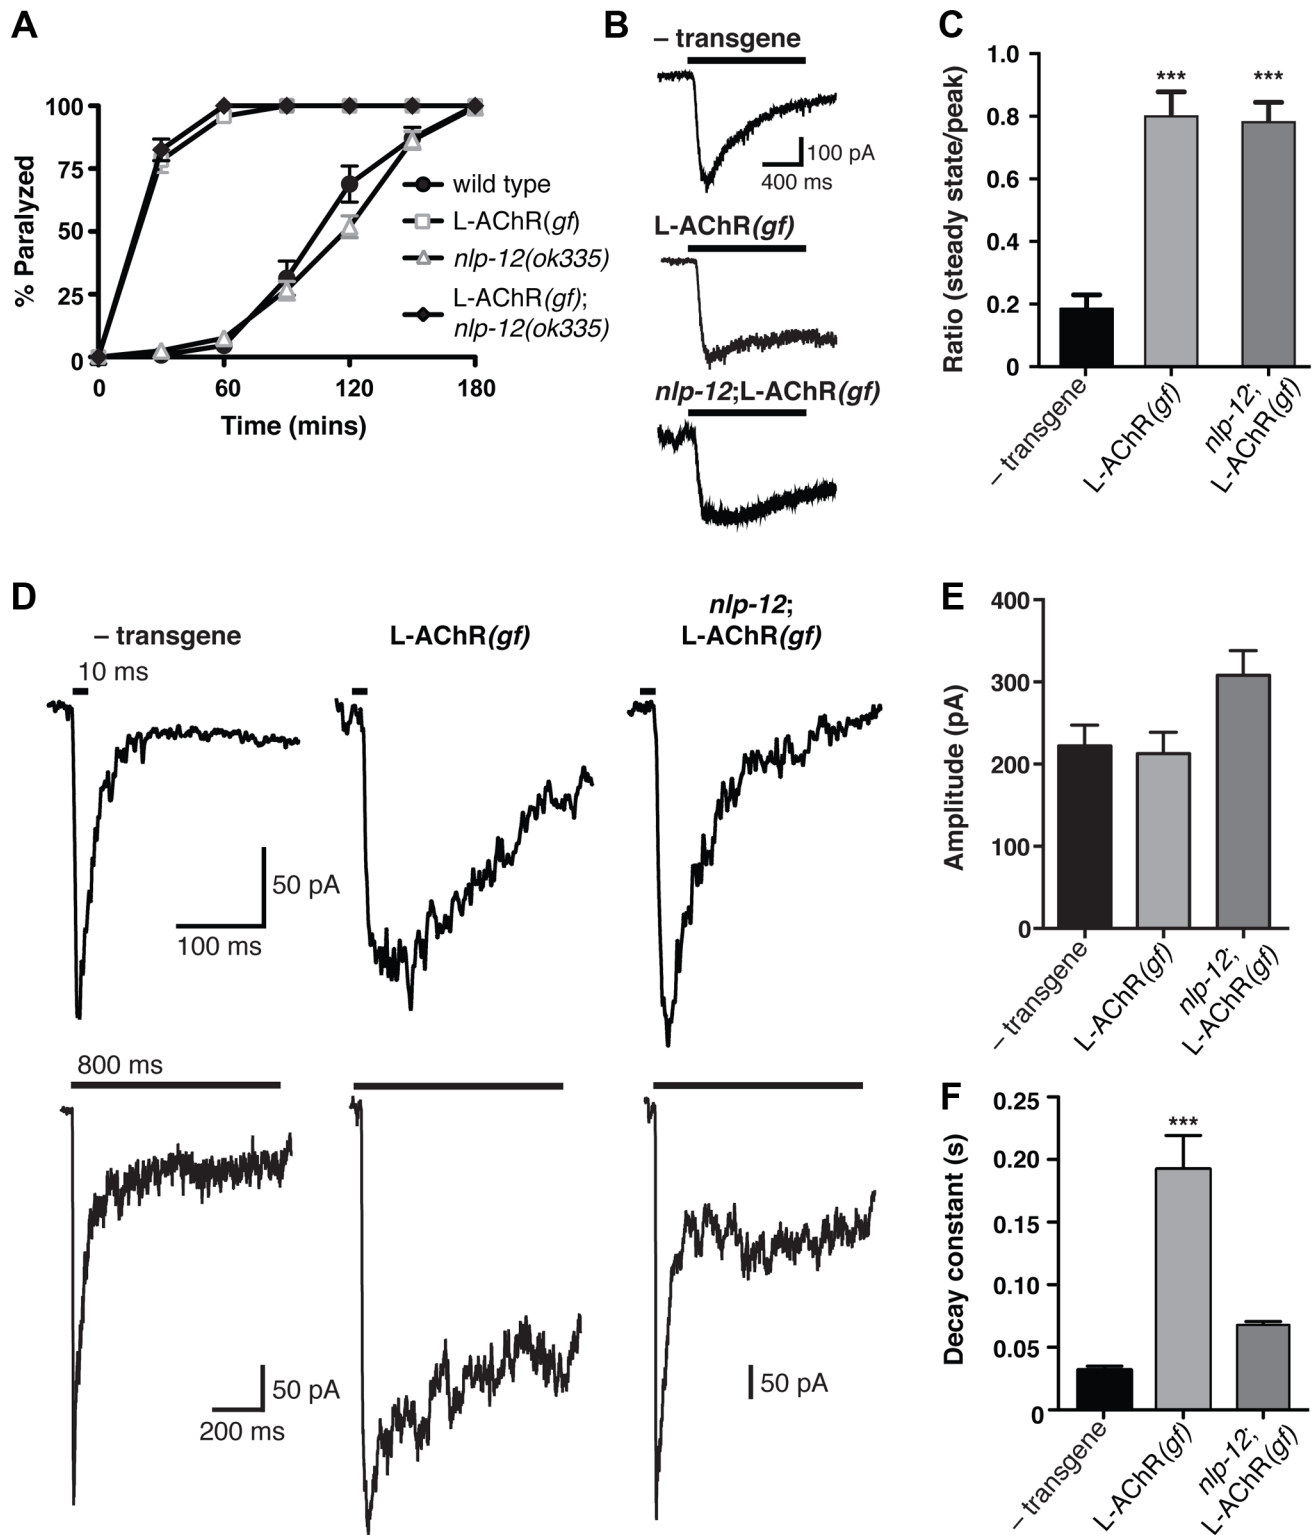 A
% Paralyzed
100
75
50
25
0
0
60
120
180
Time (mins)
wild type
L-AChR(gf)
nlp-12(ok335)
L-AChR(gf);
nlp-12(ok335)
B
– transgene
100 pA
400 ms
L-AChR(gf)
nlp-12;L-AChR(gf)
C
Ratio (steady state/peak)
1.0
0.8
0.6
0.4
0.2
0
***
***
– transgene
L-AChR(gf)
nlp-12;
L-AChR(gf)
D
– transgene
10 ms
L-AChR(gf)
nlp-12;
L-AChR(gf)
50 pA
100 ms
800 ms
50 pA
200 ms
50 pA
E
Amplitude (pA)
400
300
200
100
0
– transgene
L-AChR(gf)
nlp-12;
L-AChR(gf)
F
Decay constant (s)
0.25
0.20
0.15
0.10
0.05
0
***
– transgene
L-AChR(gf)
nlp-12;
L-AChR(gf)